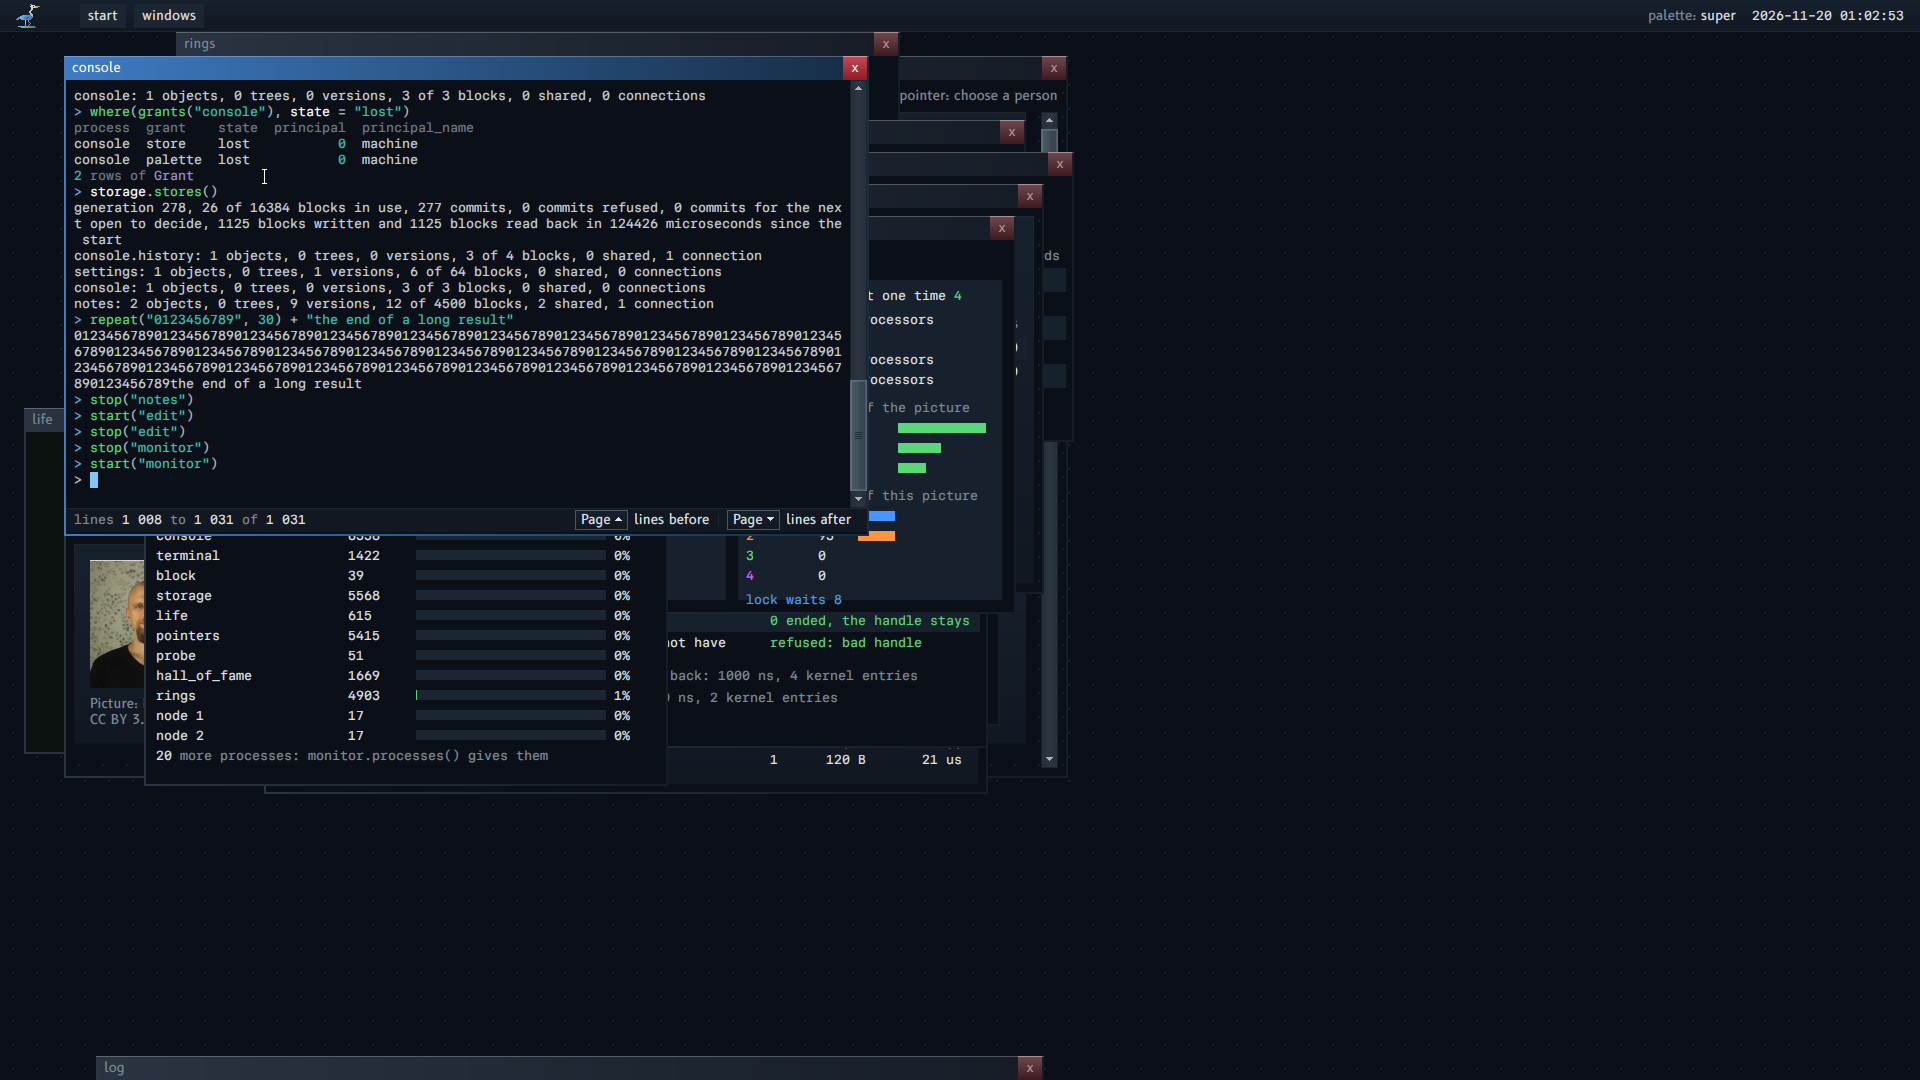 start windows palette: super 2026-11-20 01:02:53
rings x
console x
x
console: 1 objects, 0 trees, 0 versions, 3 of 3 blocks, 0 shared, 0 connections
pointer: choose a person
> where(grants("console"), state = "lost")
process grant state principal principal_name
x
console store lost 0 machine
console palette lost 0 machine
x
2 rows of Grant
> storage.stores()
x
generation 278, 26 of 16384 blocks in use, 277 commits, 0 commits refused, 0 commits for the nex
t open to decide, 1125 blocks written and 1125 blocks read back in 124426 microseconds since the
start
x
console.history: 1 objects, 0 trees, 0 versions, 3 of 4 blocks, 0 shared, 1 connection
ds
settings: 1 objects, 0 trees, 1 versions, 6 of 64 blocks, 0 shared, 0 connections
console: 1 objects, 0 trees, 0 versions, 3 of 3 blocks, 0 shared, 0 connections
notes: 2 objects, 0 trees, 9 versions, 12 of 4500 blocks, 2 shared, 1 connection
t one time 4
> repeat("0123456789", 30) + "the end of a long result"
ocessors
012345678901234567890123456789012345678901234567890123456789012345678901234567890123456789012345
678901234567890123456789012345678901234567890123456789012345678901234567890123456789012345678901
234567890123456789012345678901234567890123456789012345678901234567890123456789012345678901234567
890123456789the end of a long result
ocessors
ocessors
> stop("notes")
> start("edit")
f the picture
> stop("edit")
> stop("monitor")
> start("monitor")
>
life
f this picture
lines 1 008 to 1 031 of 1 031 Page lines before Page lines after
console 0%
2
terminal 1422 0%
3 0
block 39 0%
4 0
storage 5568 0%
lock waits 8
life 615 0%
0 ended, the handle stays
pointers 5415 0%
not have refused: bad handle
probe 51 0%
hall_of_fame 1669 0%
back: 1000 ns, 4 kernel entries
rings 4903 1%
ns, 2 kernel entries
node 1 17 0%
node 2 17 0%
20 more processes: monitor.processes() gives them
1 120 B 21 us
Picture:
CC BY 3.
log x